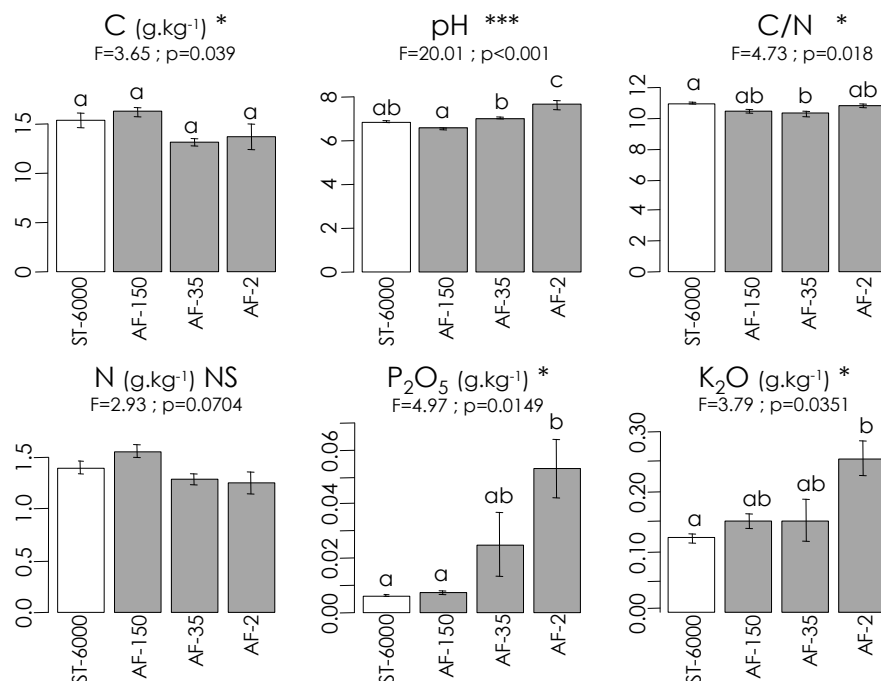 C (g.kg⁻¹) *
F=3.65 ; p=0.039
a
a
a
a
0
5
10
15
ST-6000
AF-150
AF-35
AF-2
pH ***
F=20.01 ; p<0.001
ab
a
b
c
0
2
4
6
8
ST-6000
AF-150
AF-35
AF-2
C/N *
F=4.73 ; p=0.018
a
ab
b
ab
0
2
4
6
8
10
12
ST-6000
AF-150
AF-35
AF-2
N (g.kg⁻¹) NS
F=2.93 ; p=0.0704
0.0
0.5
1.0
1.5
ST-6000
AF-150
AF-35
AF-2
P₂O₅ (g.kg⁻¹) *
F=4.97 ; p=0.0149
a
a
ab
b
0.00
0.02
0.04
0.06
ST-6000
AF-150
AF-35
AF-2
K₂O (g.kg⁻¹) *
F=3.79 ; p=0.0351
a
ab
ab
b
0.00
0.10
0.20
0.30
ST-6000
AF-150
AF-35
AF-2